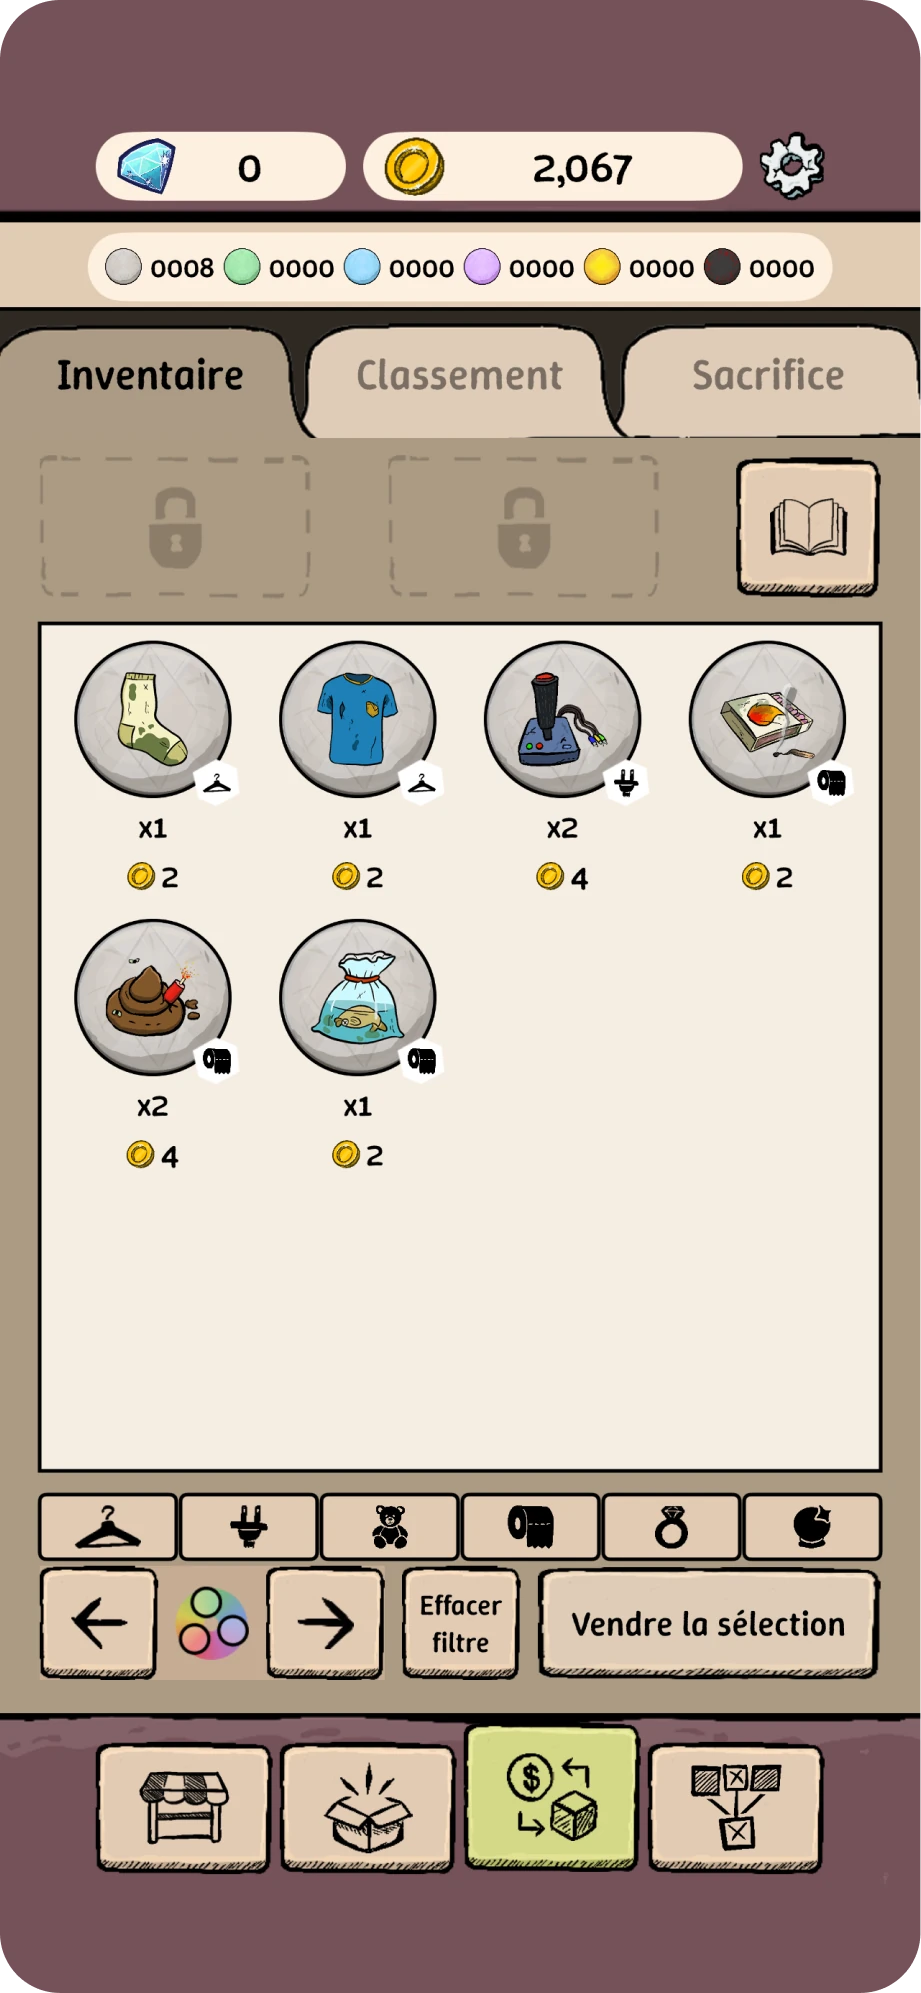 0 2,067
0008 0000 0000 0000 0000 0000
Inventaire Classement Sacrifice
x1 x1 x2 x1
2 2 4 2
x2 x1
4 2
Effacer
filtre
Vendre la sélection
$